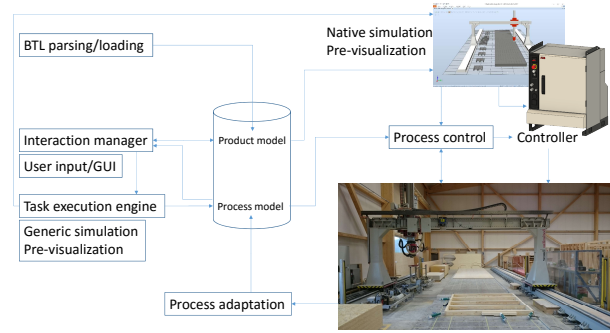 BTL parsing/loading
Native simulation
Pre-visualization
Product model
Interaction manager
Process control
Controller
User input/GUI
Task execution engine
Process model
Generic simulation
Pre-visualization
Process adaptation